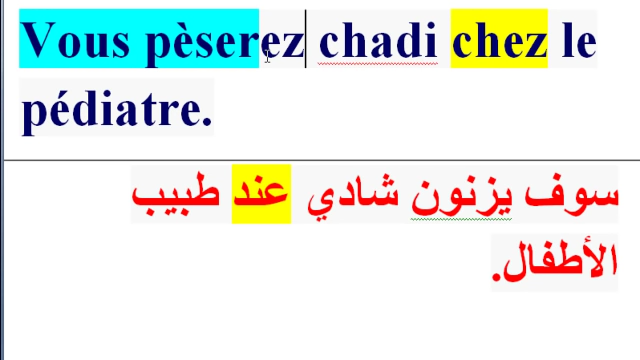 Vous pèserez chadi chez le
pédiatre.
سوف يزنون شادي عند طبيب
الأطفال.